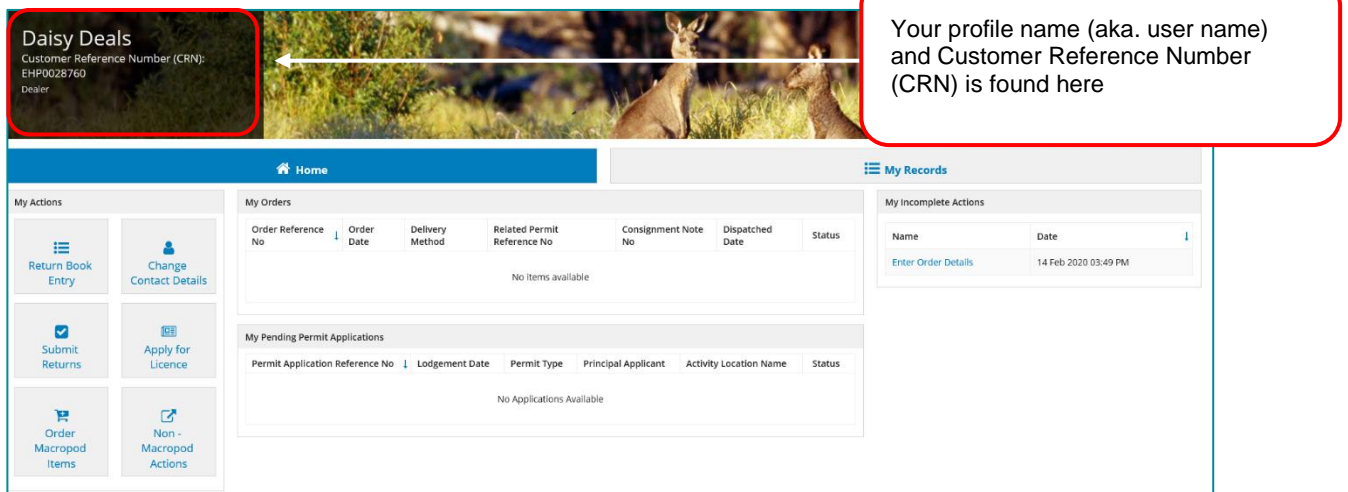 Daisy Deals
Customer Reference Number (CRN):
EHP0028760
Dealer
Your profile name (aka. user name)
and Customer Reference Number
(CRN) is found here
Home
My Records
My Actions
Return Book
Entry
Change
Contact Details
Submit
Returns
Apply for
Licence
Order
Macropod
Items
Non -
Macropod
Actions
My Orders
Order Reference No ↓ Order Date Delivery Method Related Permit Reference No Consignment Note No Dispatched Date Status
No items available
My Pending Permit Applications
Permit Application Reference No ↓ Lodgement Date Permit Type Principal Applicant Activity Location Name Status
No Applications Available
My Incomplete Actions
Name Date ↓
Enter Order Details 14 Feb 2020 03:49 PM